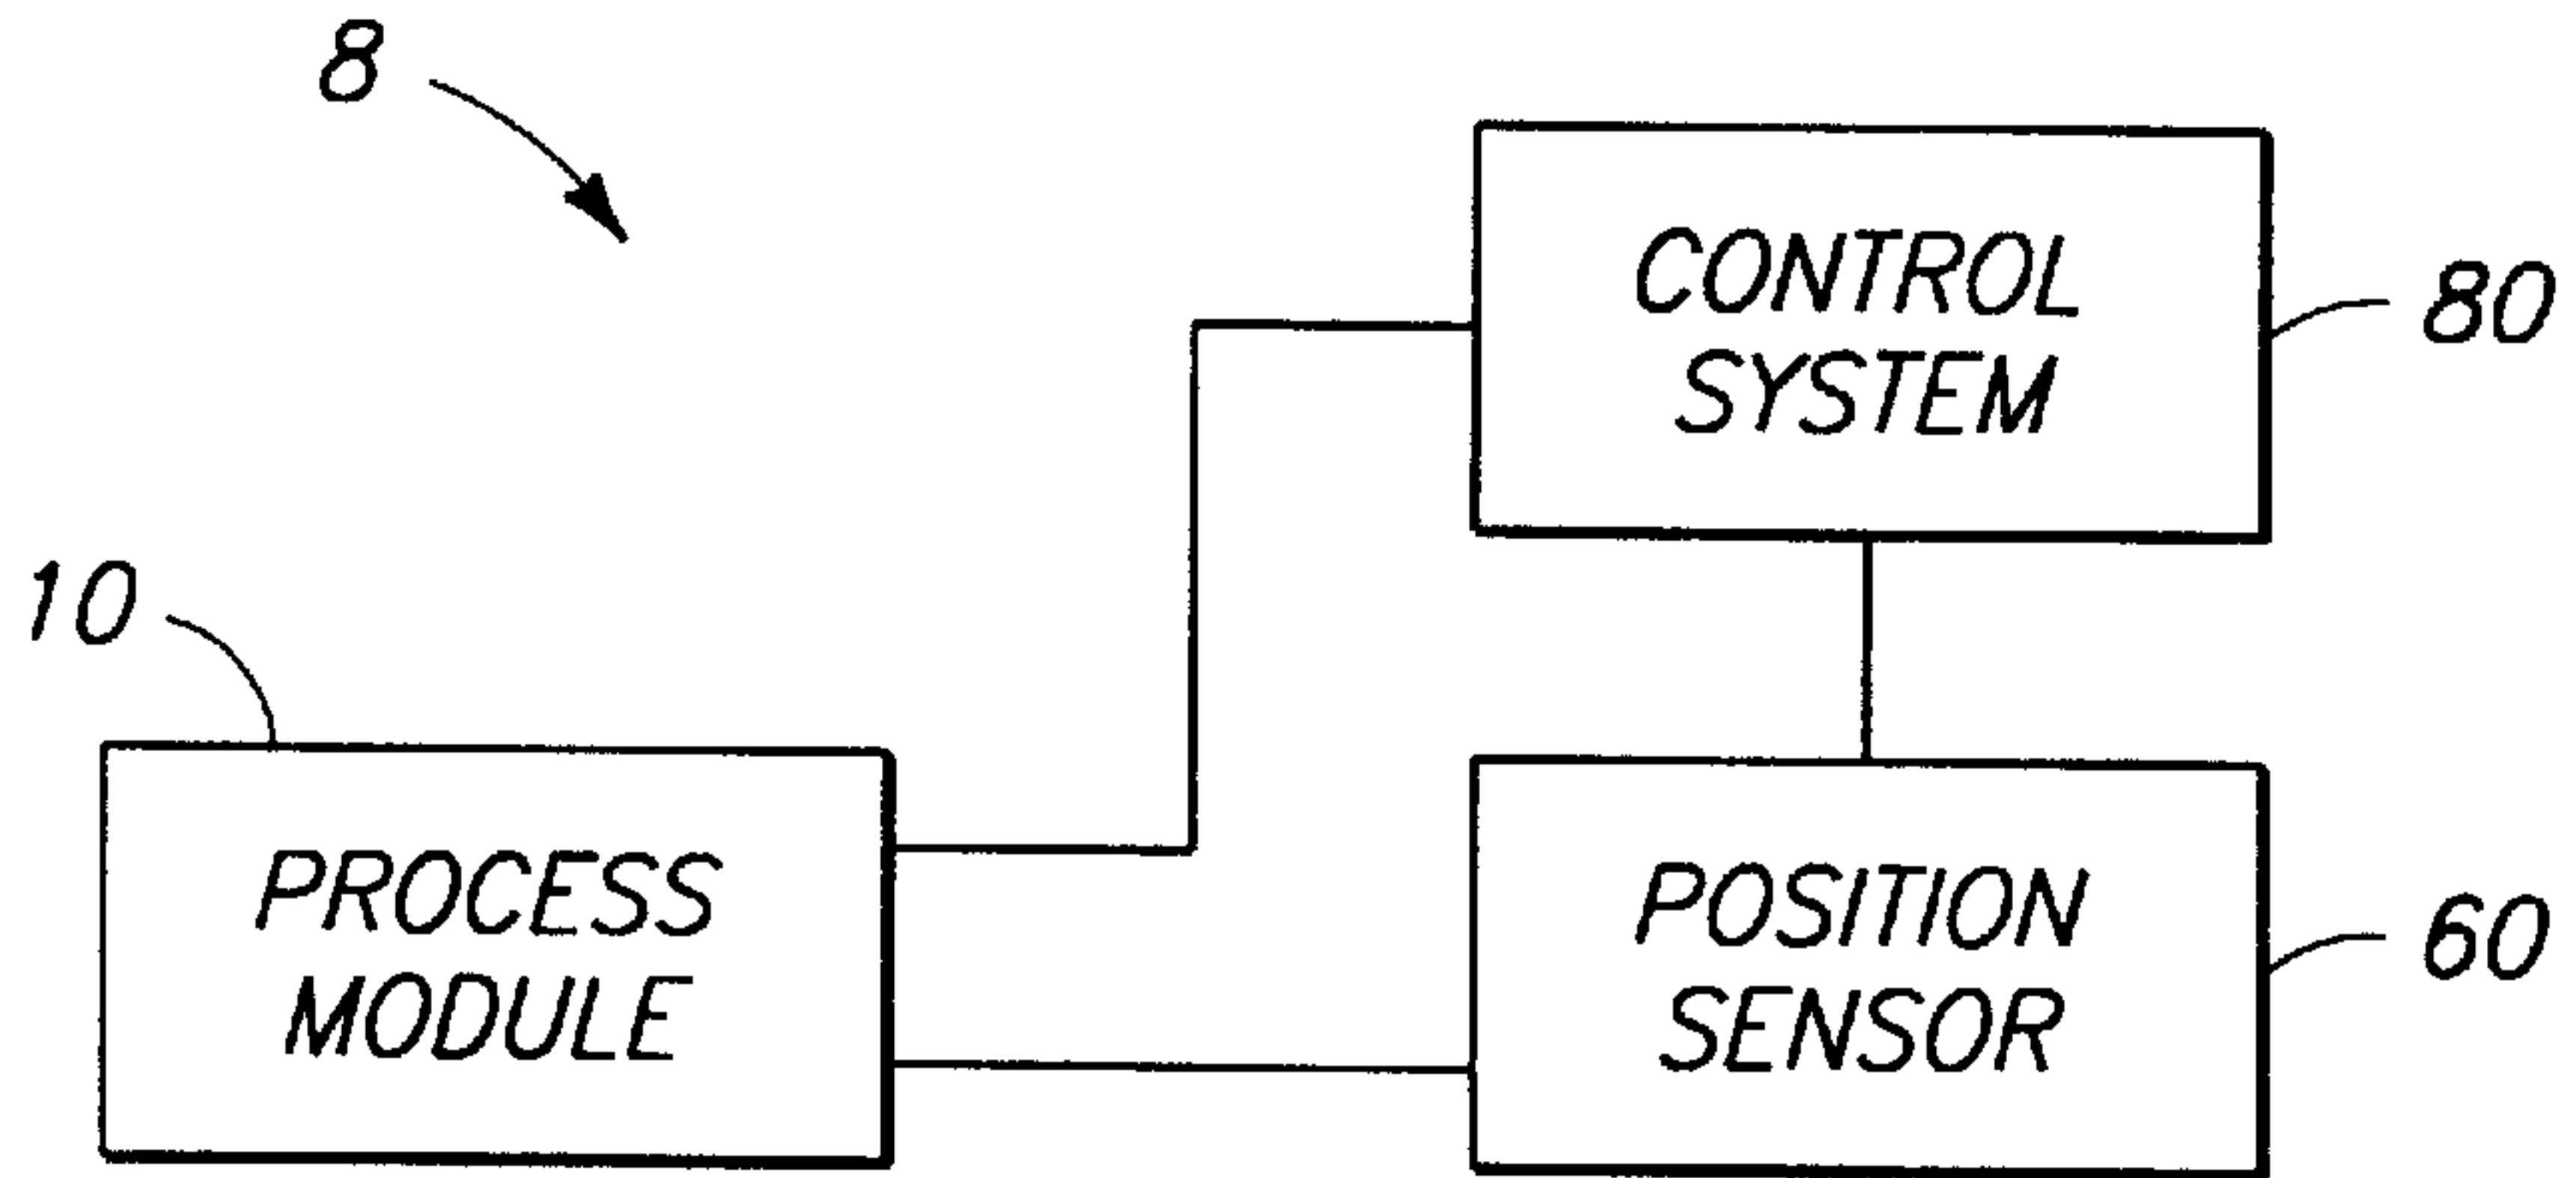 8
CONTROL
SYSTEM
80
10
PROCESS
MODULE
POSITION
SENSOR
60